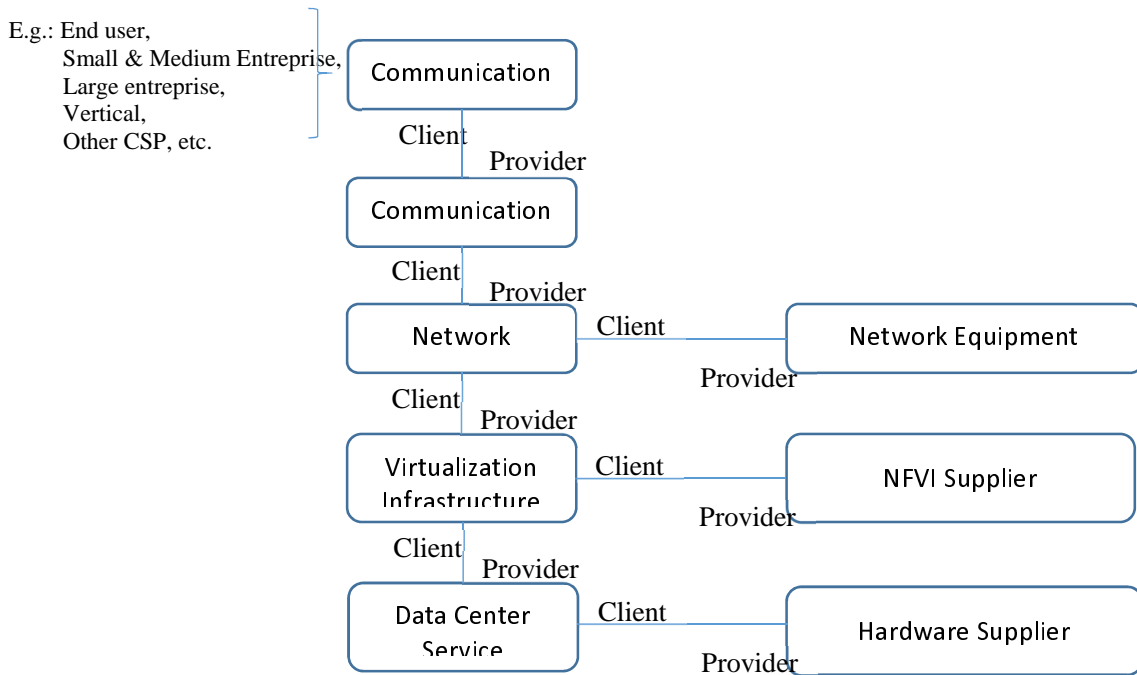 E.g.: End user,
Small & Medium Entreprise,
Large entreprise,
Vertical,
Other CSP, etc.
Communication
Client
Provider
Communication
Client
Provider
Network
Client
Provider
Network Equipment
Client
Provider
Virtualization
Infrastructure
Client
Provider
NFVI Supplier
Client
Provider
Data Center
Service
Client
Provider
Hardware Supplier